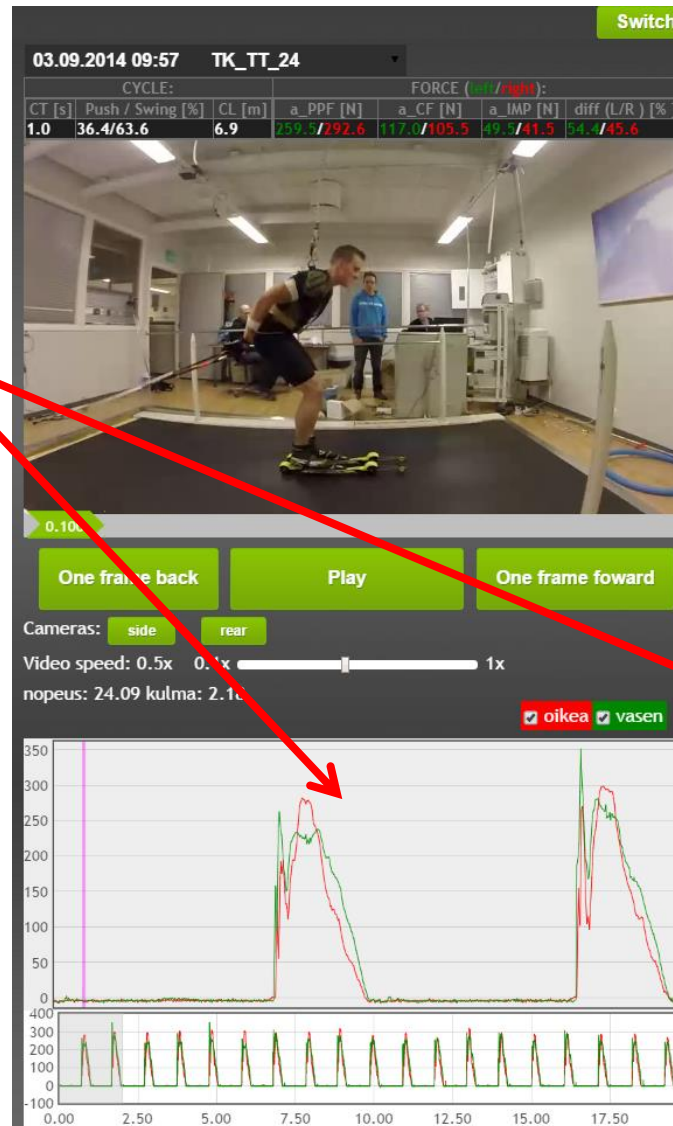 Switch
03.09.2014 09:57 TK_TT_24
CYCLE: FORCE (left/right):
CT [s] Push / Swing [%] CL [m] a_PPF [N] a_CF [N] a_IMP [N] diff (L/R ) [%
1.0 36.4/63.6 6.9 259.5/292.6 117.0/105.5 49.5/41.5 54.4/45.6
0.100
One frame back Play One frame foward
Cameras: side rear
Video speed: 0.5x 0.1x 1x
nopeus: 24.09 kulma: 2.18
oikea vasen
350
300
250
200
150
100
50
0
400
300
200
100
0
-100
0.00 2.50 5.00 7.50 10.00 12.50 15.00 17.50